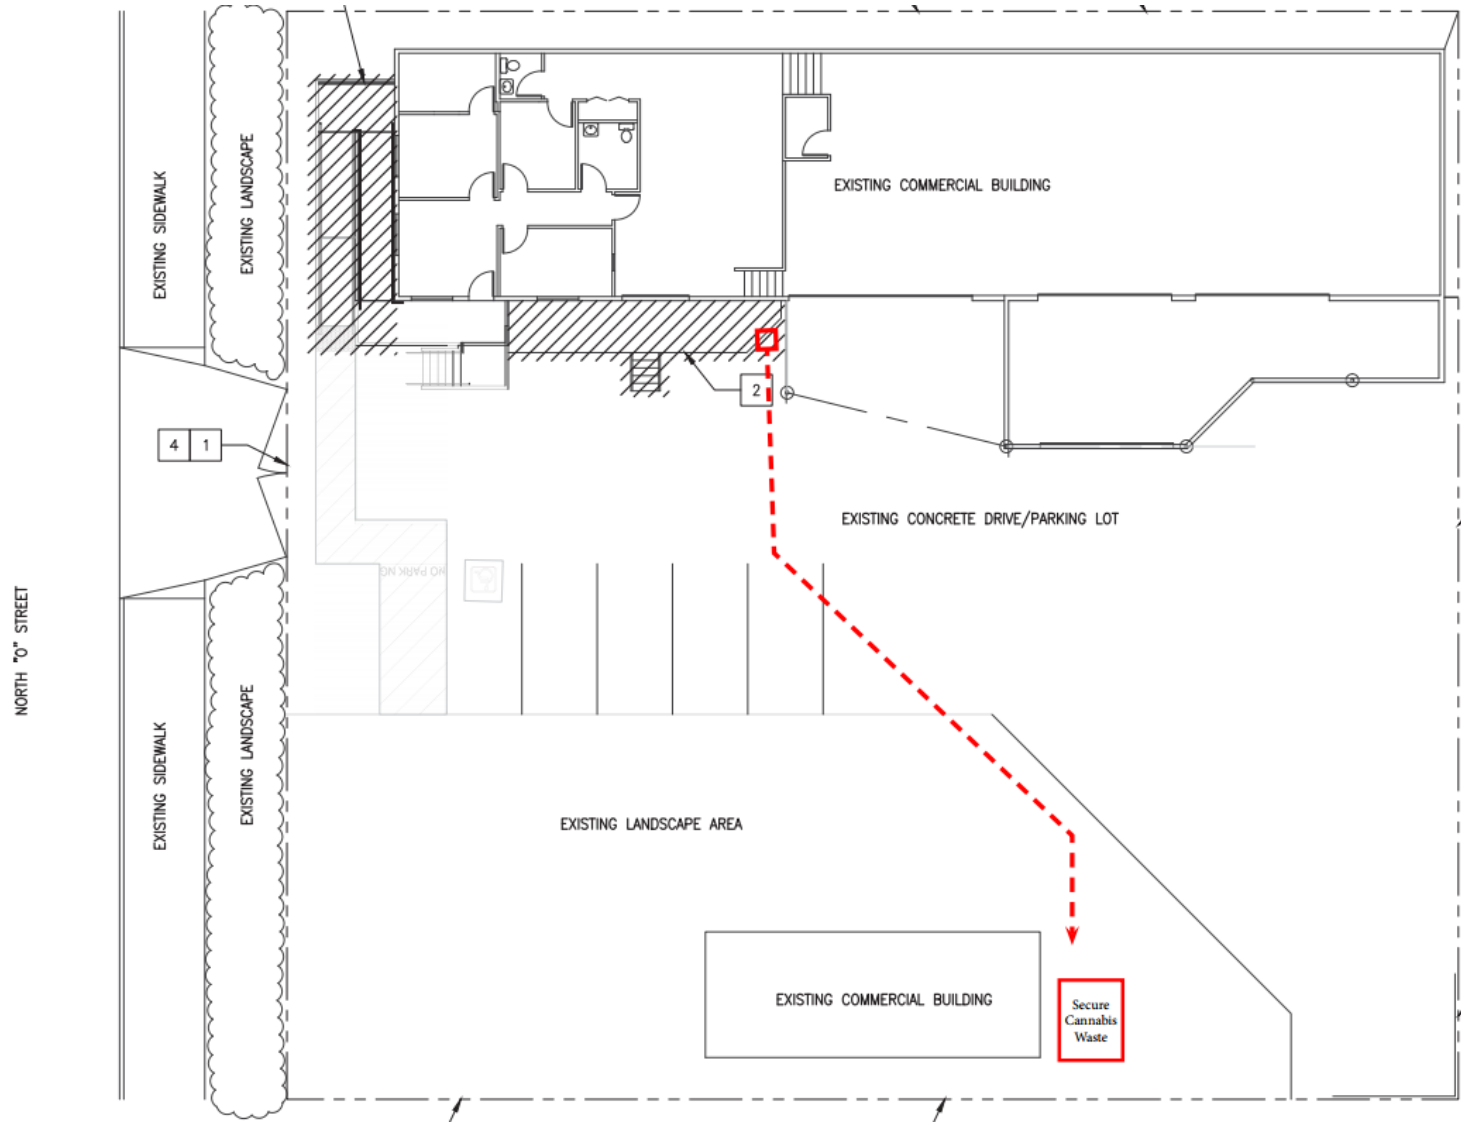 EXISTING SIDEWALK
EXISTING LANDSCAPE
EXISTING COMMERCIAL BUILDING
2
4 1
EXISTING CONCRETE DRIVE/PARKING LOT
NO PARKING
NORTH "O" STREET
EXISTING SIDEWALK
EXISTING LANDSCAPE
EXISTING LANDSCAPE AREA
EXISTING COMMERCIAL BUILDING
Secure
Cannabis
Waste